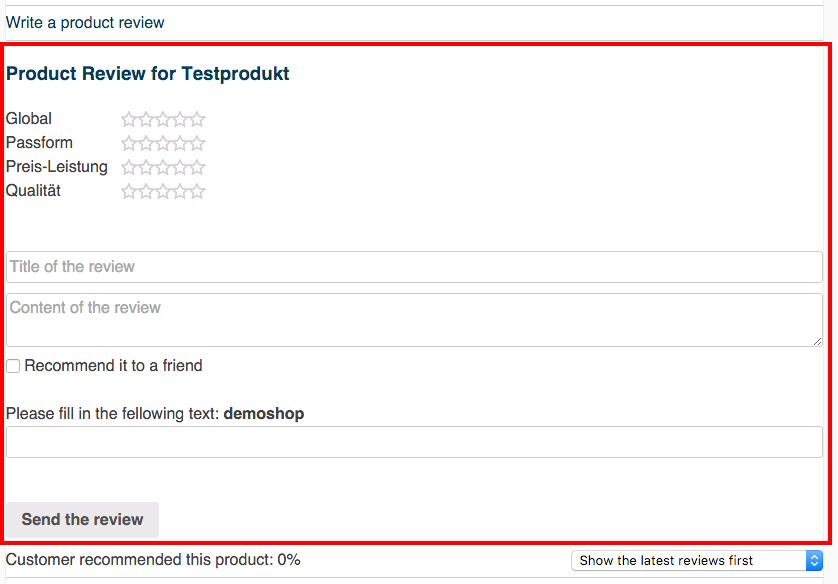 Write a product review
Product Review for Testprodukt
Global
Passform
Preis-Leistung
Qualität
Title of the review
Content of the review
Recommend it to a friend
Please fill in the fellowing text: demoshop
Send the review
Customer recommended this product: 0% Show the latest reviews first